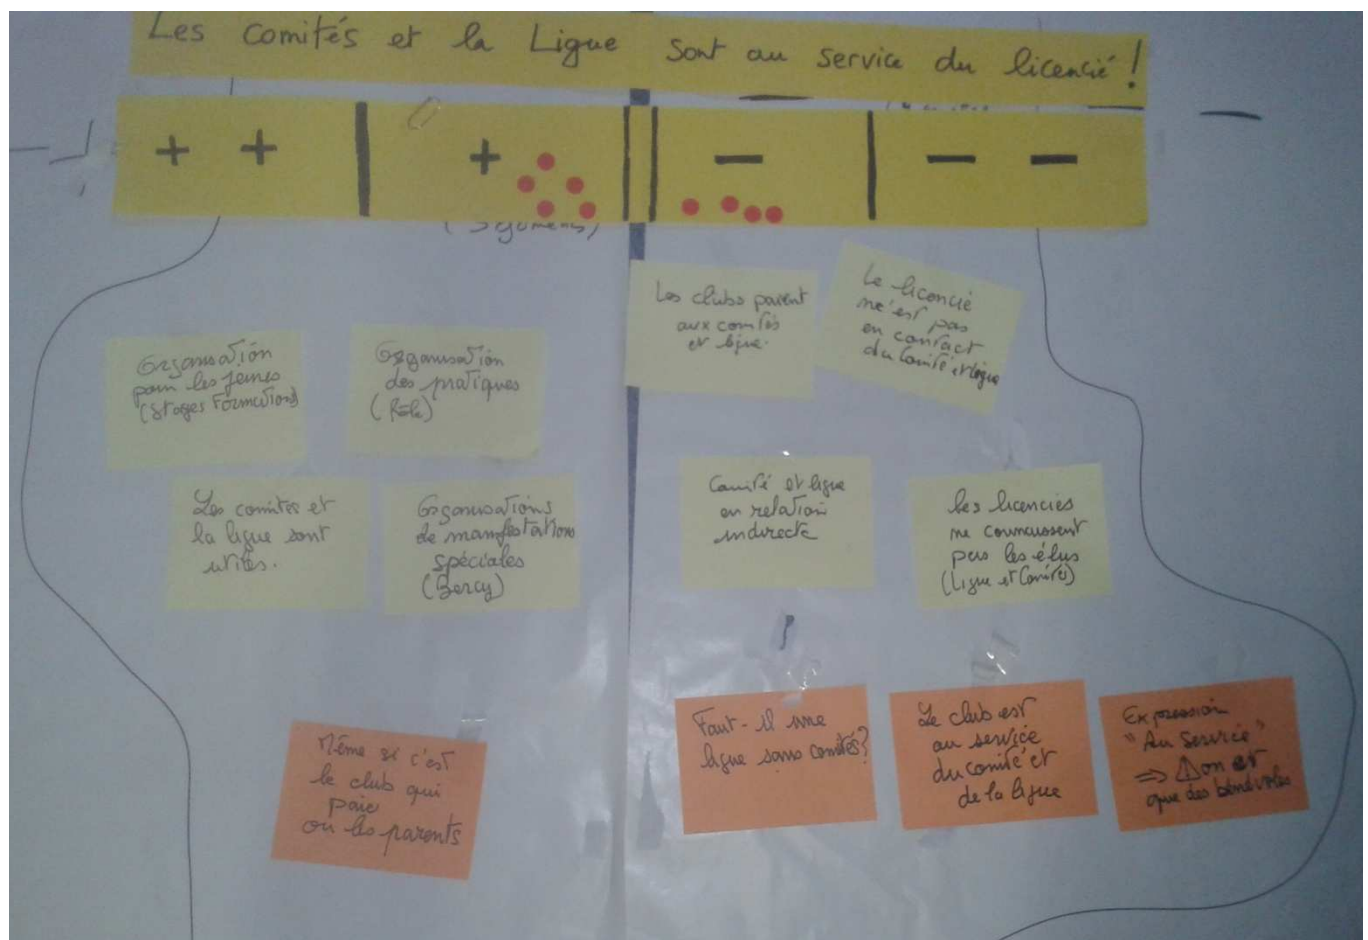 Les comités et la Ligue sont au service du licencié !
+ + + − − −
(Arguments)
Les clubs paient
aux comités
et ligue.
Le licencié
n'est pas
en contact
du Comité et Ligue
Organisation
pour les jeunes
(Stages Formations)
Organisation
des pratiques
(Rôle)
Les comités et
la ligue sont
utiles.
Organisations
de manifestations
spéciales
(Bercy)
Comité et ligue
en relation
indirecte
Les licenciés
ne connaissent
pas les élus
(Ligue et Comité)
Même si c'est
le club qui
paie
ou les parents
Faut-il une
ligue sans comités?
Le club est
au service
du comité et
de la ligue
Expression
"Au Service"
⇒ ⚠ on est
que des bénévoles